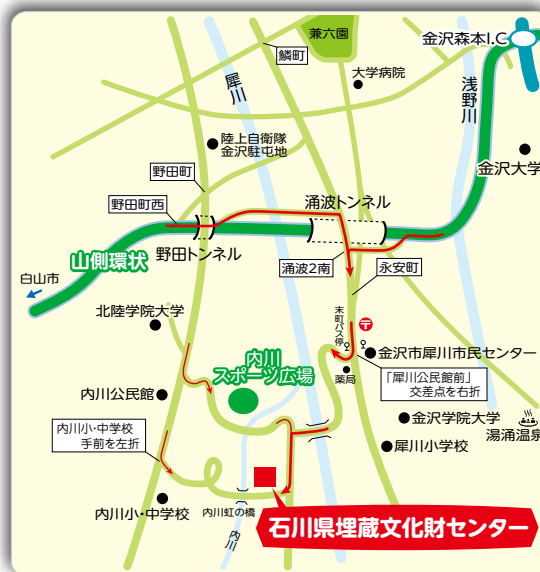 兼六園
金沢森本I.C
鱗町
大学病院
犀川
浅野川
陸上自衛隊
金沢駐屯地
金沢大学
野田町
野田町西
涌波トンネル
野田トンネル
山側環状
涌波2南
永安町
白山市
北陸学院大学
末町バス停
金沢市犀川市民センター
内川
スポーツ広場
薬局
「犀川公民館前」
交差点を右折
内川公民館
金沢学院大学
湯涌温泉
内川小・中学校
手前を左折
犀川小学校
内川小・中学校
内川虹の橋
内川
石川県埋蔵文化財センター